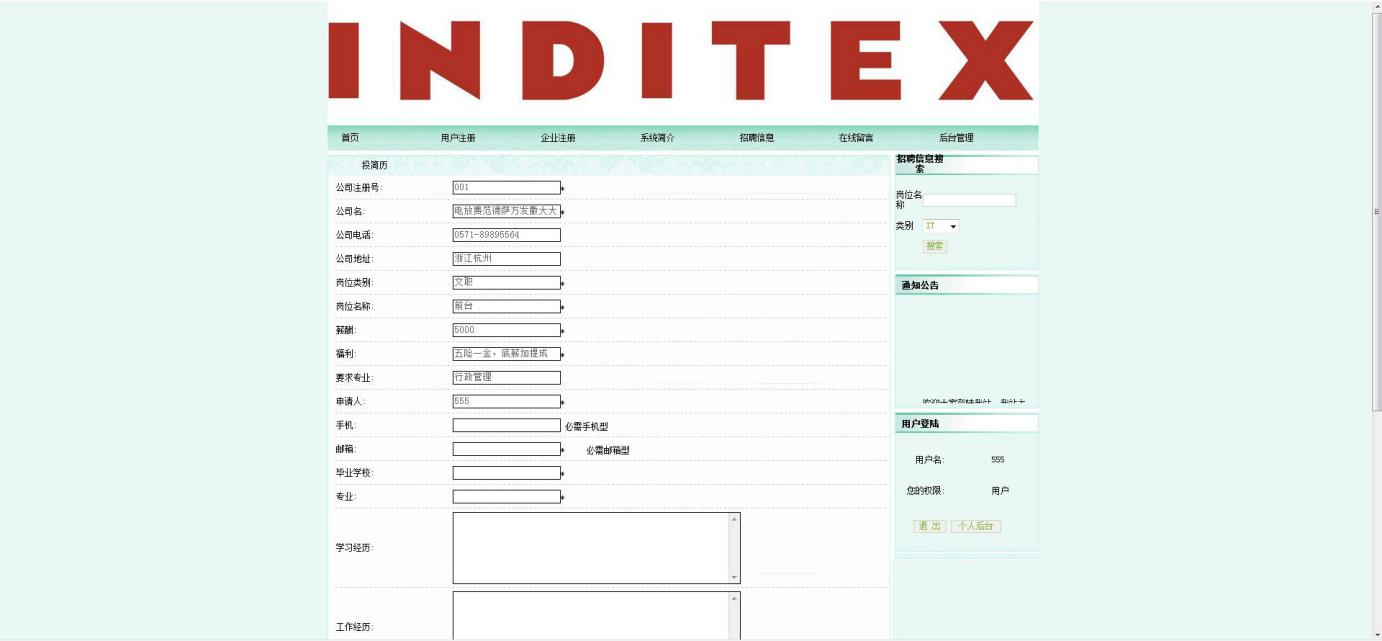 INDITEX
首页 用户注册 企业注册 系统简介 招聘信息 在线留言 后台管理
投简历
公司注册号: 001 *
公司名: 电放费范德萨方发撒大大 *
公司电话: 0571-89895564
公司地址: 浙江杭州
岗位类别: 文职 *
岗位名称: 前台 *
薪酬: 5000 *
福利: 五险一金，底薪加提成 *
要求专业: 行政管理
申请人: 555 *
手机: 必需手机型
邮箱: * 必需邮箱型
毕业学校: *
专业: *
学习经历:
工作经历:
招聘信息搜
索
岗位名
称
类别 IT
搜索
通知公告
用户登陆
用户名: 555
您的权限: 用户
退 出 个人后台